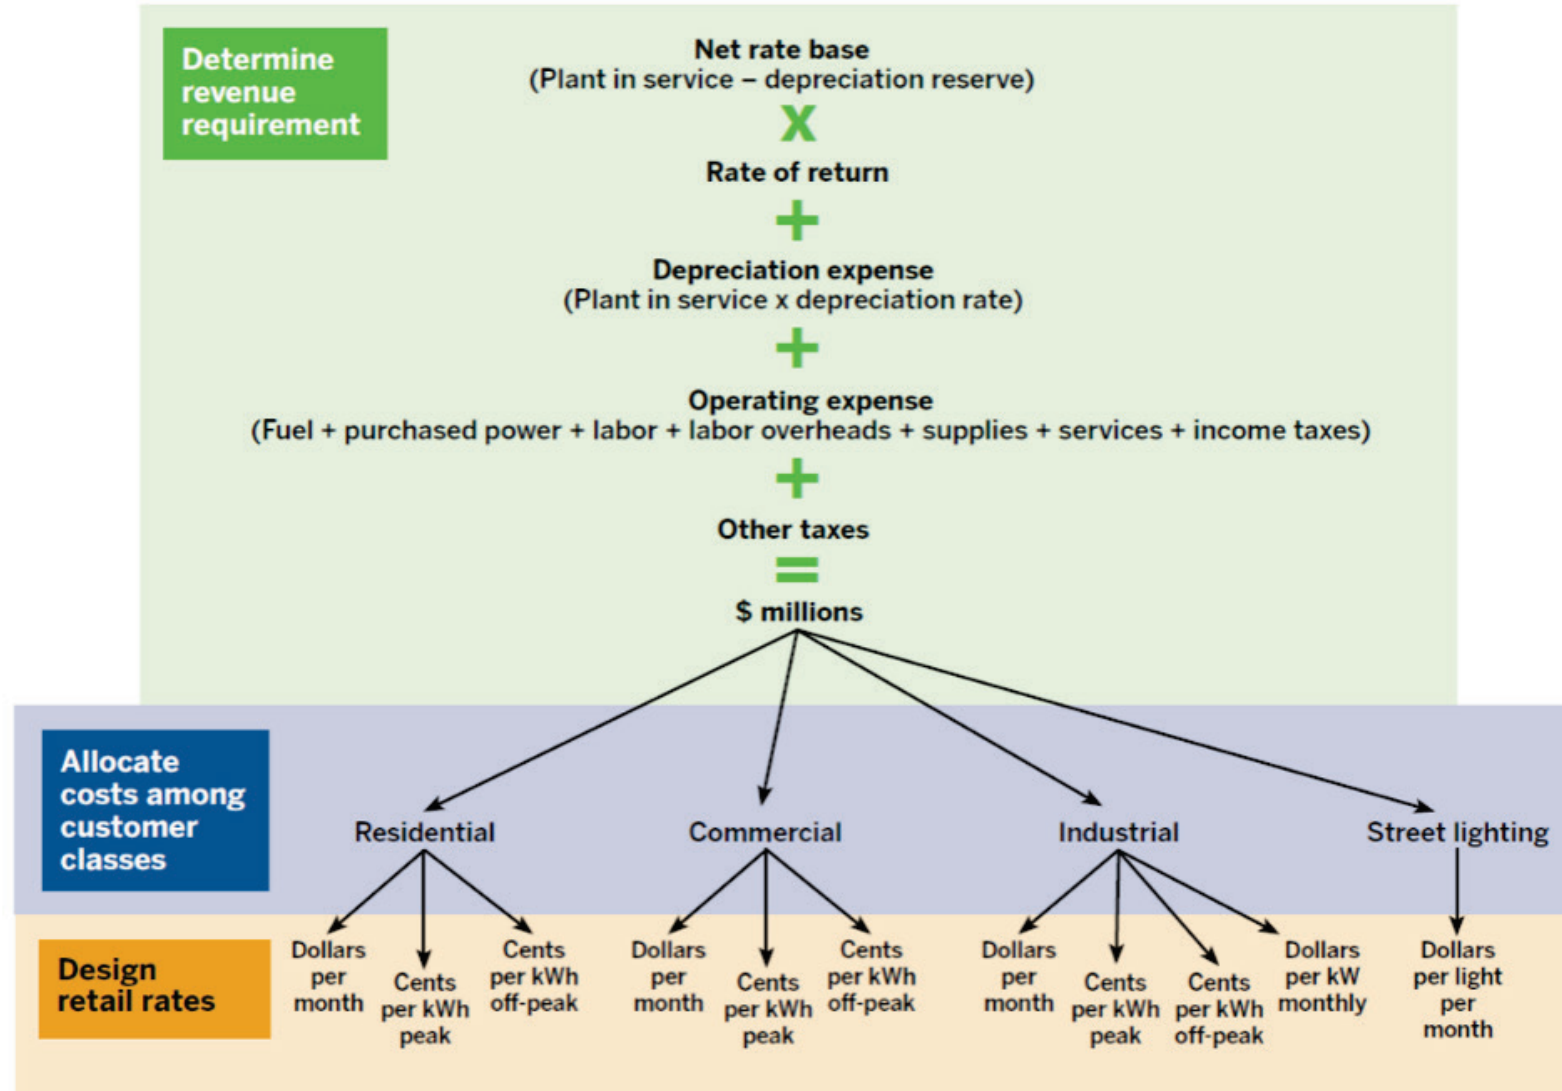 Determine
revenue
requirement
Net rate base
(Plant in service – depreciation reserve)
X
Rate of return
+
Depreciation expense
(Plant in service x depreciation rate)
+
Operating expense
(Fuel + purchased power + labor + labor overheads + supplies + services + income taxes)
+
Other taxes
=
$ millions
Allocate
costs among
customer
classes
Residential
Commercial
Industrial
Street lighting
Design
retail rates
Dollars
per
month
Cents
per kWh
peak
Cents
per kWh
off-peak
Dollars
per
month
Cents
per kWh
peak
Cents
per kWh
off-peak
Dollars
per
month
Cents
per kWh
peak
Cents
per kWh
off-peak
Dollars
per kW
monthly
Dollars
per light
per
month